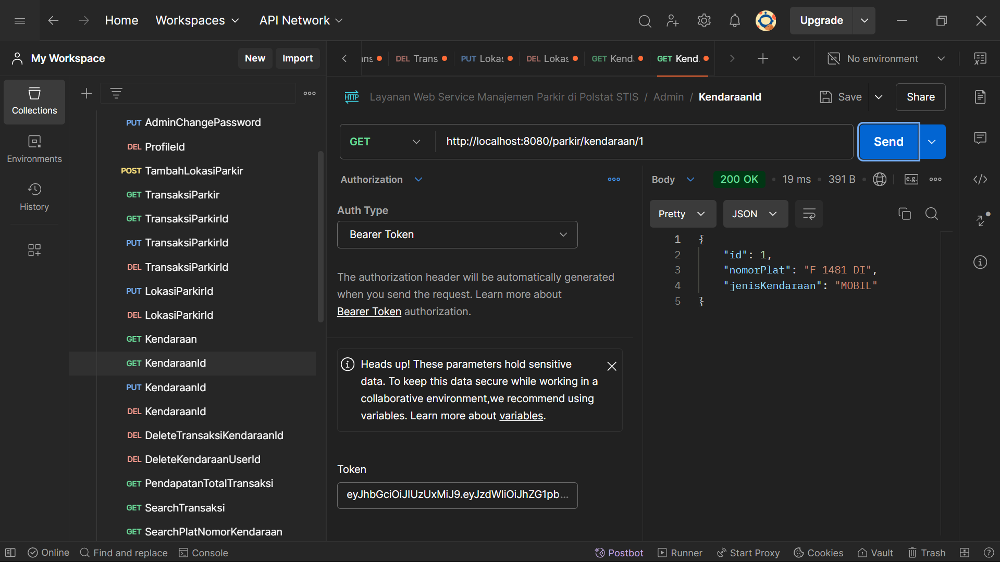 Home
Workspaces
API Network
Upgrade
My Workspace
New
Import
ans
DEL Trans
PUT Lokas
DEL Lokas
GET Kend
GET Kend
No environment
Collections
Environments
History
PUT AdminChangePassword
DEL ProfileId
POST TambahLokasiParkir
GET TransaksiParkir
GET TransaksiParkirId
PUT TransaksiParkirId
DEL TransaksiParkirId
PUT LokasiParkirId
DEL LokasiParkirId
GET Kendaraan
GET KendaraanId
PUT KendaraanId
DEL KendaraanId
DEL DeleteTransaksiKendaraanId
DEL DeleteKendaraanUserId
GET PendapatanTotalTransaksi
GET SearchTransaksi
GET SearchPlatNomorKendaraan
HTTP Layanan Web Service Manajemen Parkir di Polstat STIS / Admin / KendaraanId
Save
Share
GET
http://localhost:8080/parkir/kendaraan/1
Send
Authorization
Auth Type
Bearer Token
The authorization header will be automatically generated
when you send the request. Learn more about
Bearer Token authorization.
Heads up! These parameters hold sensitive
data. To keep this data secure while working in a
collaborative environment,we recommend using
variables. Learn more about variables.
Token
eyJhbGciOiJIUzUxMiJ9.eyJzdWIiOiJhZG1pb...
Body
200 OK
19 ms
391 B
e.g.
Pretty
JSON
1 {
2 "id": 1,
3 "nomorPlat": "F 1481 DI",
4 "jenisKendaraan": "MOBIL"
5 }
Online
Find and replace
Console
Postbot
Runner
Start Proxy
Cookies
Vault
Trash